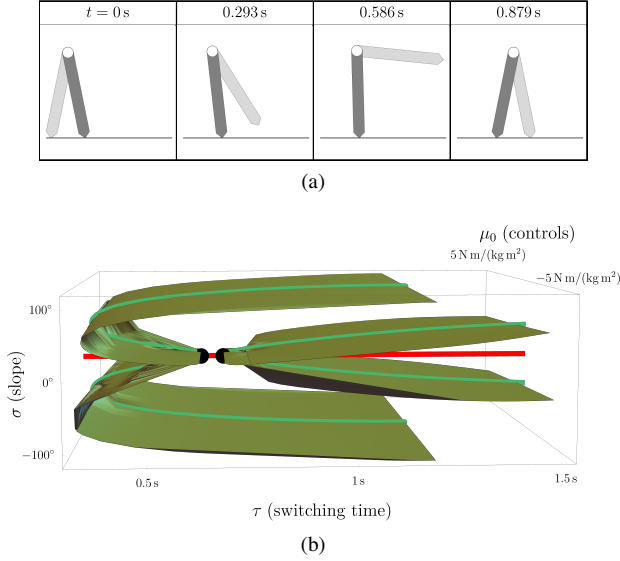 t = 0 s
0.293 s
0.586 s
0.879 s
(a)
μ₀ (controls)
5 N m/(kg m²)
−5 N m/(kg m²)
100°
0°
−100°
σ (slope)
0.5 s
1 s
1.5 s
τ (switching time)
(b)